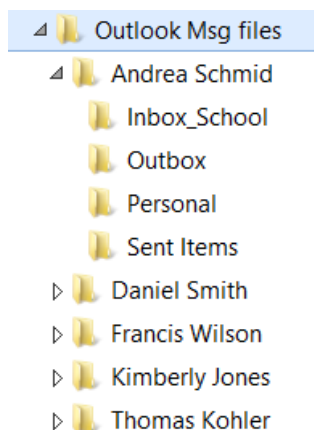 Outlook Msg files
Andrea Schmid
Inbox_School
Outbox
Personal
Sent Items
Daniel Smith
Francis Wilson
Kimberly Jones
Thomas Kohler